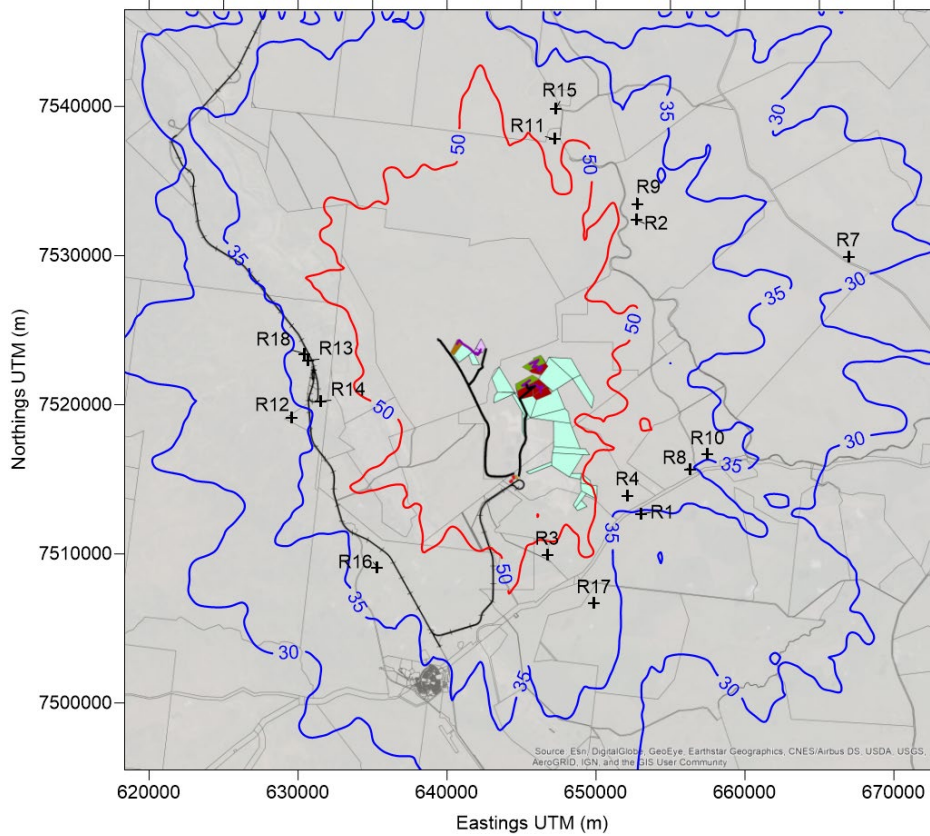 7540000
7530000
7520000
7510000
7500000
Northings UTM (m)
R15
R11
50
50
35
30
R9
R2
R7
35
30
35
50
R18
R13
R14
R12
50
30
R10
R8
35
R4
R1
35
R3
50
R16
R17
35
30
35
30
Source: Esri, DigitalGlobe, GeoEye, Earthstar Geographics, CNES/Airbus DS, USDA, USGS,
AeroGRID, IGN, and the GIS User Community
620000 630000 640000 650000 660000 670000
Eastings UTM (m)